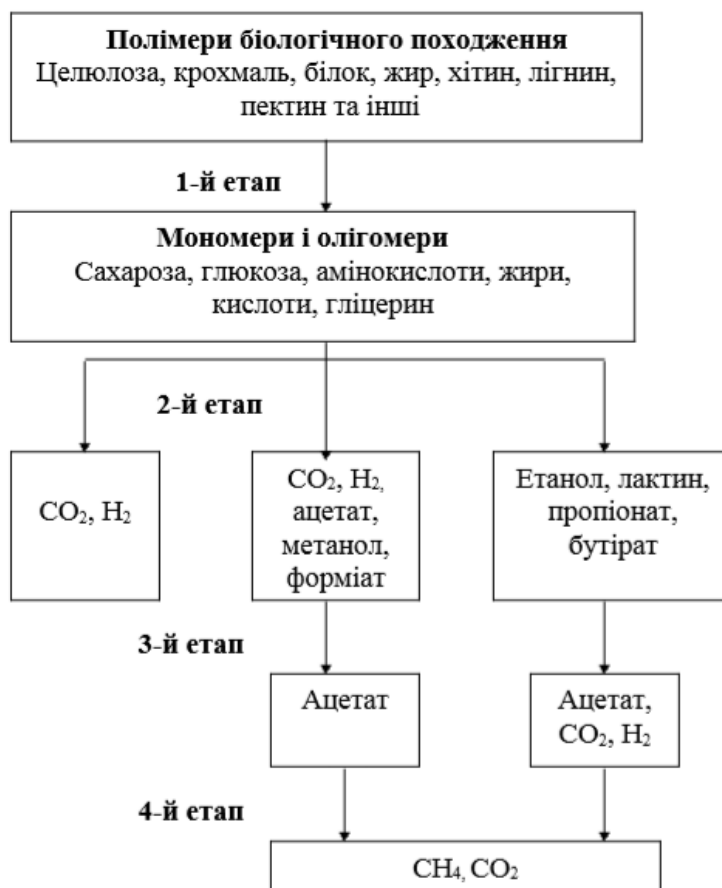 Полімери біологічного походження
Целюлоза, крохмаль, білок, жир, хітин, лігнин,
пектин та інші
1-й етап
Мономери і олігомери
Сахароза, глюкоза, амінокислоти, жири,
кислоти, гліцерин
2-й етап
CO₂, H₂
CO₂, H₂,
ацетат,
метанол,
форміат
Етанол, лактин,
пропіонат,
бутірат
3-й етап
Ацетат
Ацетат,
CO₂, H₂
4-й етап
CH₄, CO₂